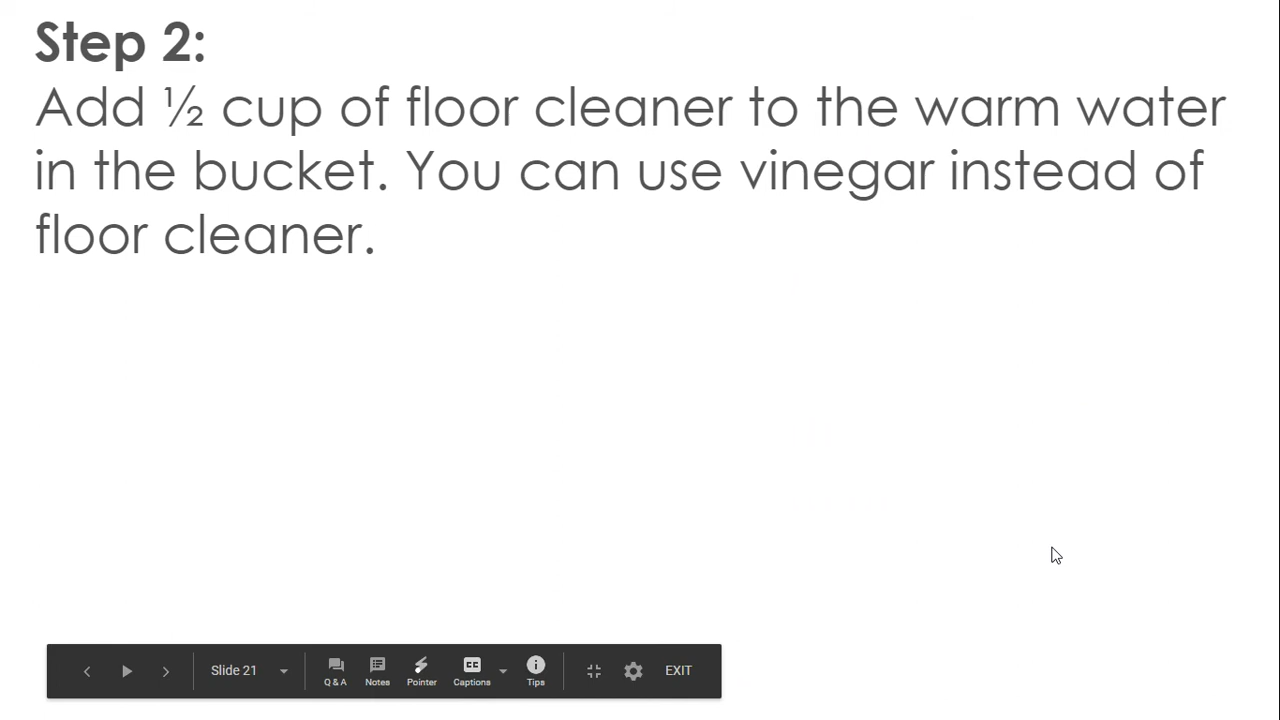 Step 2:
Add ½ cup of floor cleaner to the warm water
in the bucket. You can use vinegar instead of
floor cleaner.
Slide 21
Q & A
Notes
Pointer
CC
Captions
Tips
EXIT